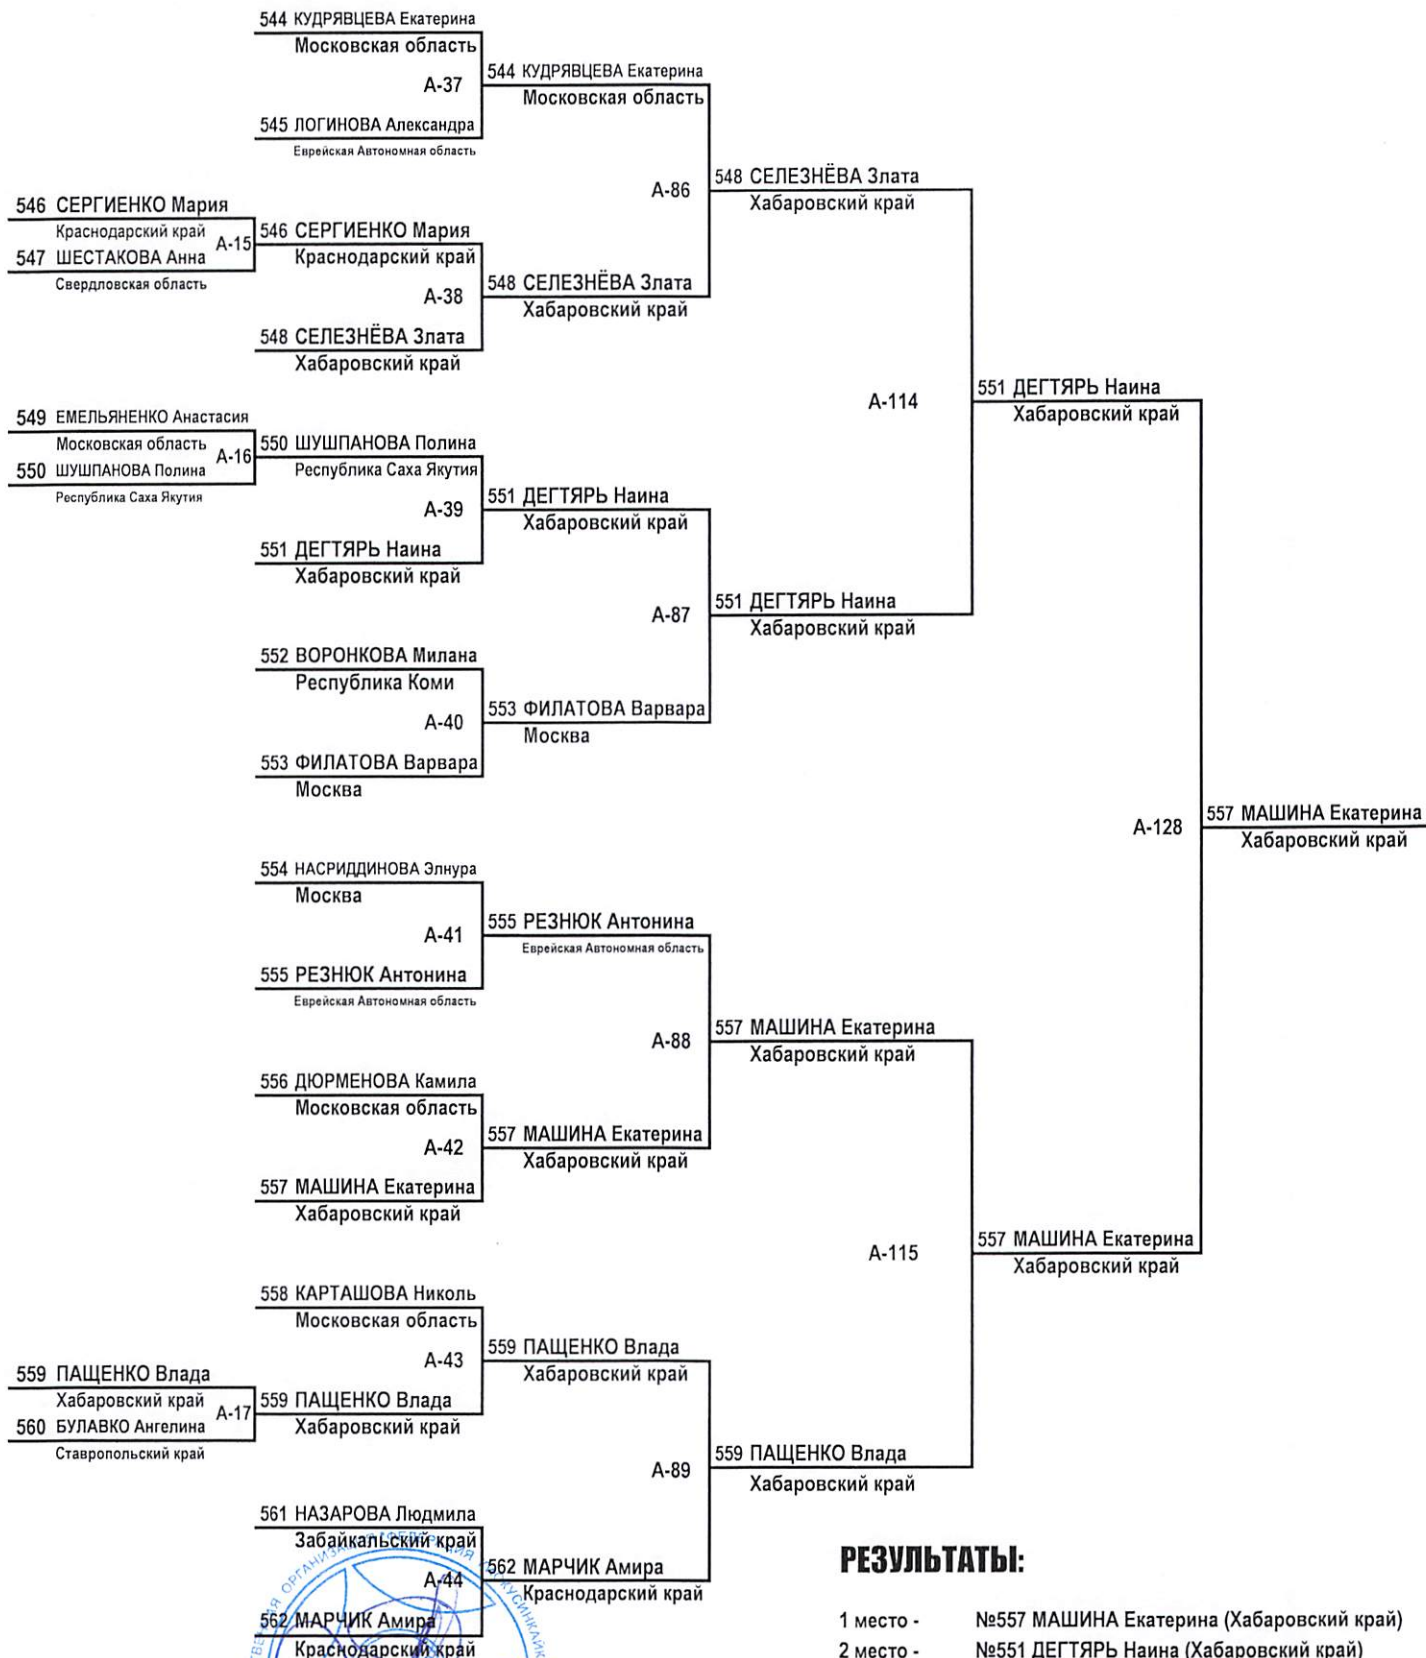 544 КУДРЯВЦЕВА Екатерина
Московская область
А-37
544 КУДРЯВЦЕВА Екатерина
Московская область
545 ЛОГИНОВА Александра
Еврейская Автономная область
А-86
548 СЕЛЕЗНЁВА Злата
Хабаровский край
546 СЕРГИЕНКО Мария
Краснодарский край
А-15
547 ШЕСТАКОВА Анна
Свердловская область
546 СЕРГИЕНКО Мария
Краснодарский край
А-38
548 СЕЛЕЗНЁВА Злата
Хабаровский край
548 СЕЛЕЗНЁВА Злата
Хабаровский край
А-114
551 ДЕГТЯРЬ Наина
Хабаровский край
549 ЕМЕЛЬЯНЕНКО Анастасия
Московская область
А-16
550 ШУШПАНОВА Полина
Республика Саха Якутия
550 ШУШПАНОВА Полина
Республика Саха Якутия
А-39
551 ДЕГТЯРЬ Наина
Хабаровский край
551 ДЕГТЯРЬ Наина
Хабаровский край
А-87
551 ДЕГТЯРЬ Наина
Хабаровский край
552 ВОРОНКОВА Милана
Республика Коми
А-40
553 ФИЛАТОВА Варвара
Москва
553 ФИЛАТОВА Варвара
Москва
А-128
557 МАШИНА Екатерина
Хабаровский край
554 НАСРИДДИНОВА Элнура
Москва
А-41
555 РЕЗНЮК Антонина
Еврейская Автономная область
555 РЕЗНЮК Антонина
Еврейская Автономная область
А-88
557 МАШИНА Екатерина
Хабаровский край
556 ДЮРМЕНОВА Камила
Московская область
А-42
557 МАШИНА Екатерина
Хабаровский край
557 МАШИНА Екатерина
Хабаровский край
А-115
557 МАШИНА Екатерина
Хабаровский край
558 КАРТАШОВА Николь
Московская область
А-43
559 ПАЩЕНКО Влада
Хабаровский край
559 ПАЩЕНКО Влада
Хабаровский край
А-17
560 БУЛАВКО Ангелина
Ставропольский край
559 ПАЩЕНКО Влада
Хабаровский край
А-89
559 ПАЩЕНКО Влада
Хабаровский край
561 НАЗАРОВА Людмила
Забайкальский край
А-44
562 МАРЧИК Амира
Краснодарский край
562 МАРЧИК Амира
Краснодарский край
РЕЗУЛЬТАТЫ:
1 место - №557 МАШИНА Екатерина (Хабаровский край)
2 место - №551 ДЕГТЯРЬ Наина (Хабаровский край)